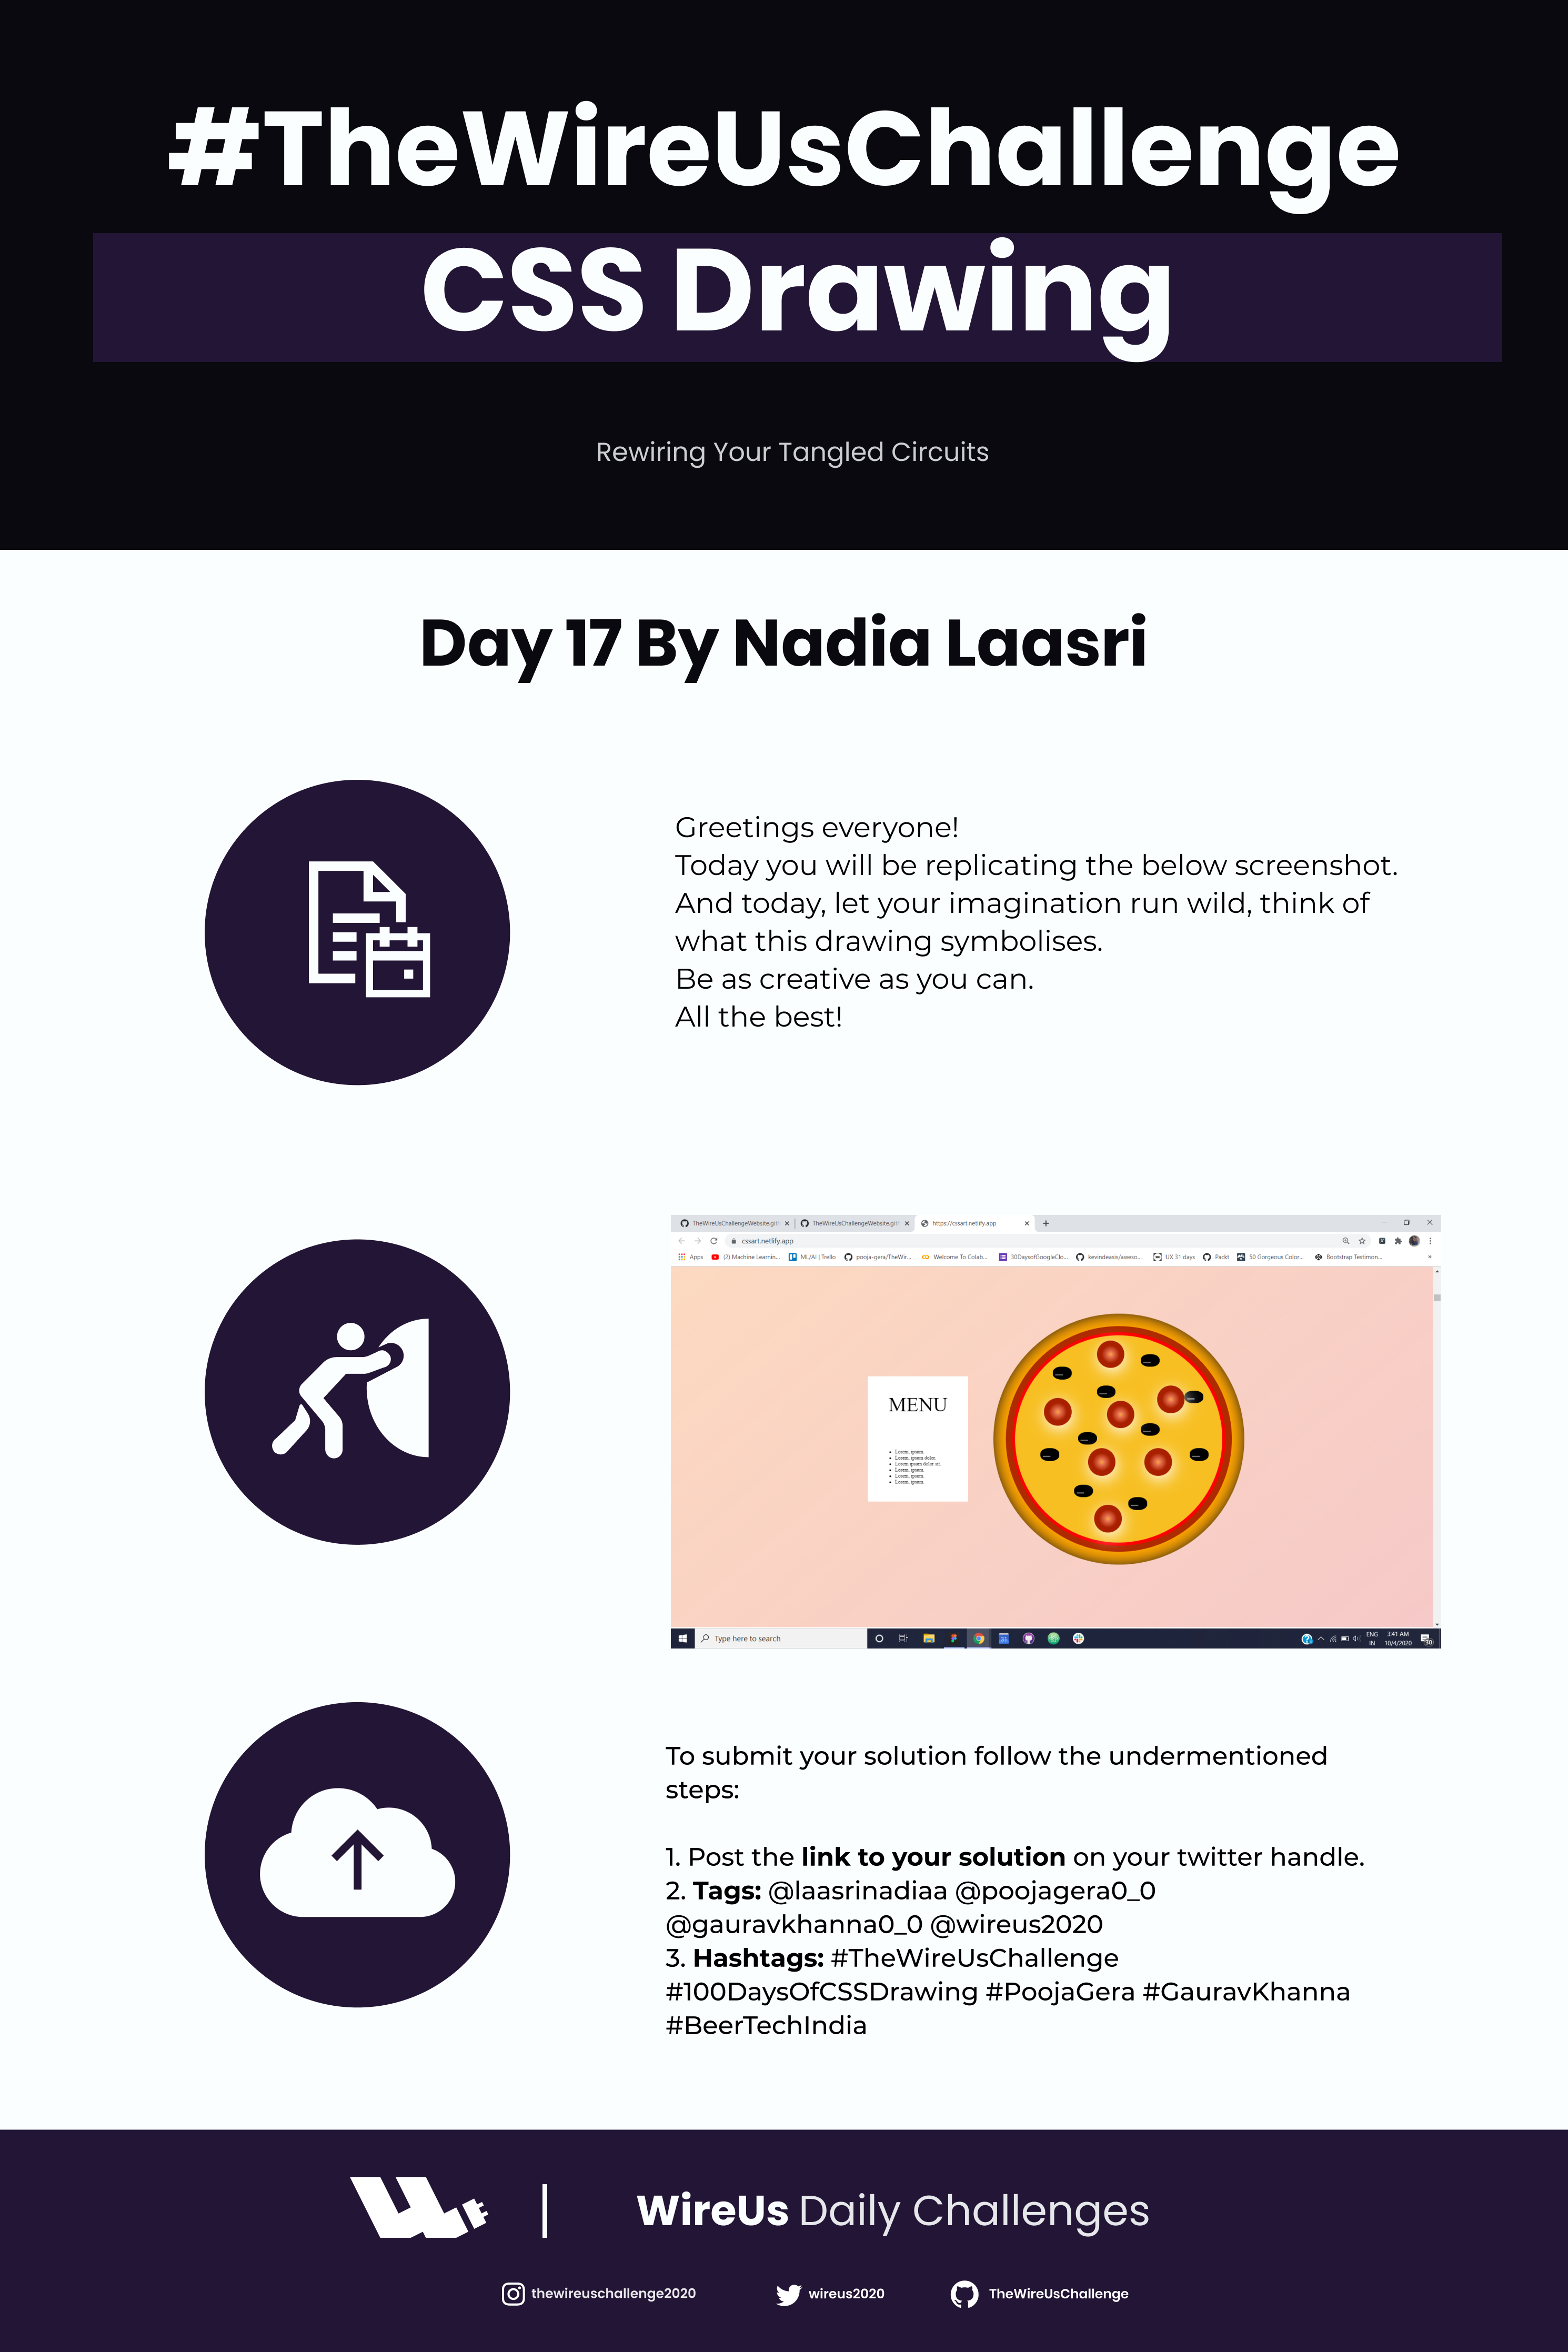 #TheWireUsChallenge
CSS Drawing
Rewiring Your Tangled Circuits
Day 17 By Nadia Laasri
Greetings everyone!
Today you will be replicating the below screenshot.
And today, let your imagination run wild, think of
what this drawing symbolises.
Be as creative as you can.
All the best!
TheWireUsChallengeWebsite.git TheWireUsChallengeWebsite.git https://cssart.netlify.app
cssart.netlify.app
Apps (2) Machine Learnin... ML/AI | Trello pooja-gera/TheWir... Welcome To Colab... 30DaysofGoogleClo... kevindeasis/aweso... UX 31 days Packt 50 Gorgeous Color... Bootstrap Testimon... »
MENU
Lorem, ipsum
Lorem, ipsum dolor.
Lorem ipsum dolor sit
Lorem, ipsum
Lorem, ipsum
Lorem, ipsum
Type here to search
ENG 3:41 AM
IN 10/4/2020
To submit your solution follow the undermentioned
steps:
1. Post the link to your solution on your twitter handle.
2. Tags: @laasrinadiaa @poojagera0_0
@gauravkhanna0_0 @wireus2020
3. Hashtags: #TheWireUsChallenge
#100DaysOfCSSDrawing #PoojaGera #GauravKhanna
#BeerTechIndia
WireUs Daily Challenges
thewireuschallenge2020 wireus2020 TheWireUsChallenge